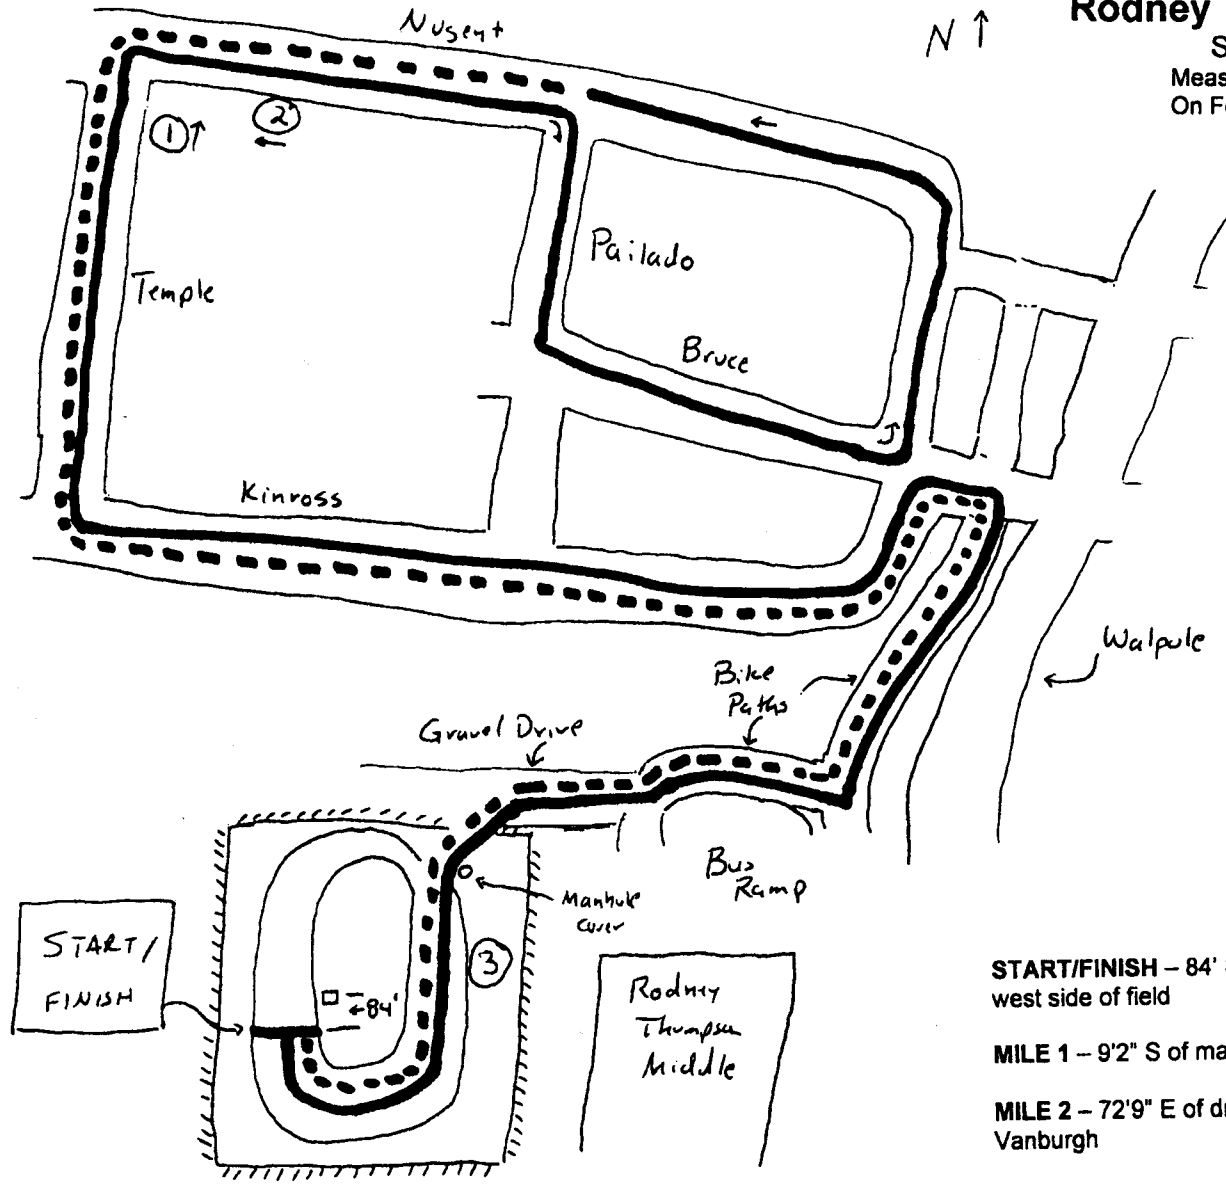 Nugent
N
Rodney
S
Meas
On F
1
2
Temple
Pailado
Bruce
Kinross
Walpole
Bike
Paths
Gravel Drive
Bus
Ramp
Manhole
cover
START/
FINISH
3
84'
Rodney
Thompson
Middle
START/FINISH – 84'
west side of field
MILE 1 – 9'2" S of ma
MILE 2 – 72'9" E of d
Vanburgh